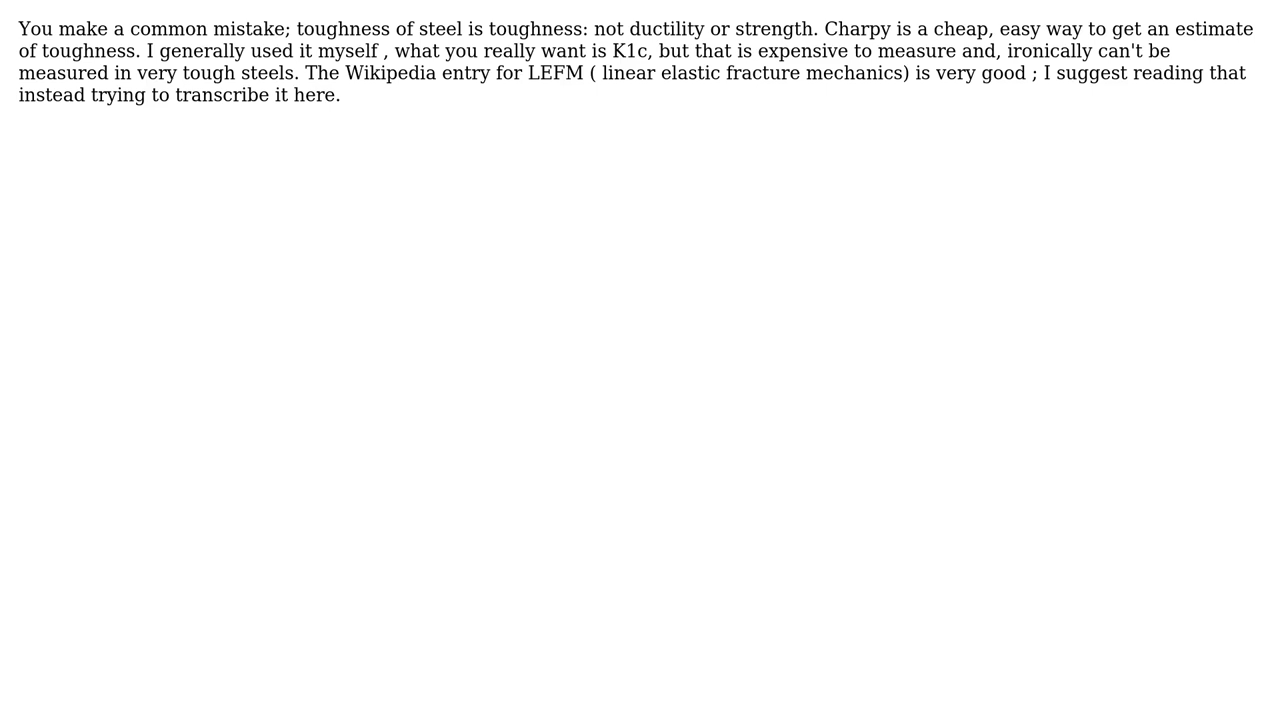 You make a common mistake; toughness of steel is toughness: not ductility or strength. Charpy is a cheap, easy way to get an estimate
of toughness. I generally used it myself , what you really want is K1c, but that is expensive to measure and, ironically can't be
measured in very tough steels. The Wikipedia entry for LEFM ( linear elastic fracture mechanics) is very good ; I suggest reading that
instead trying to transcribe it here.